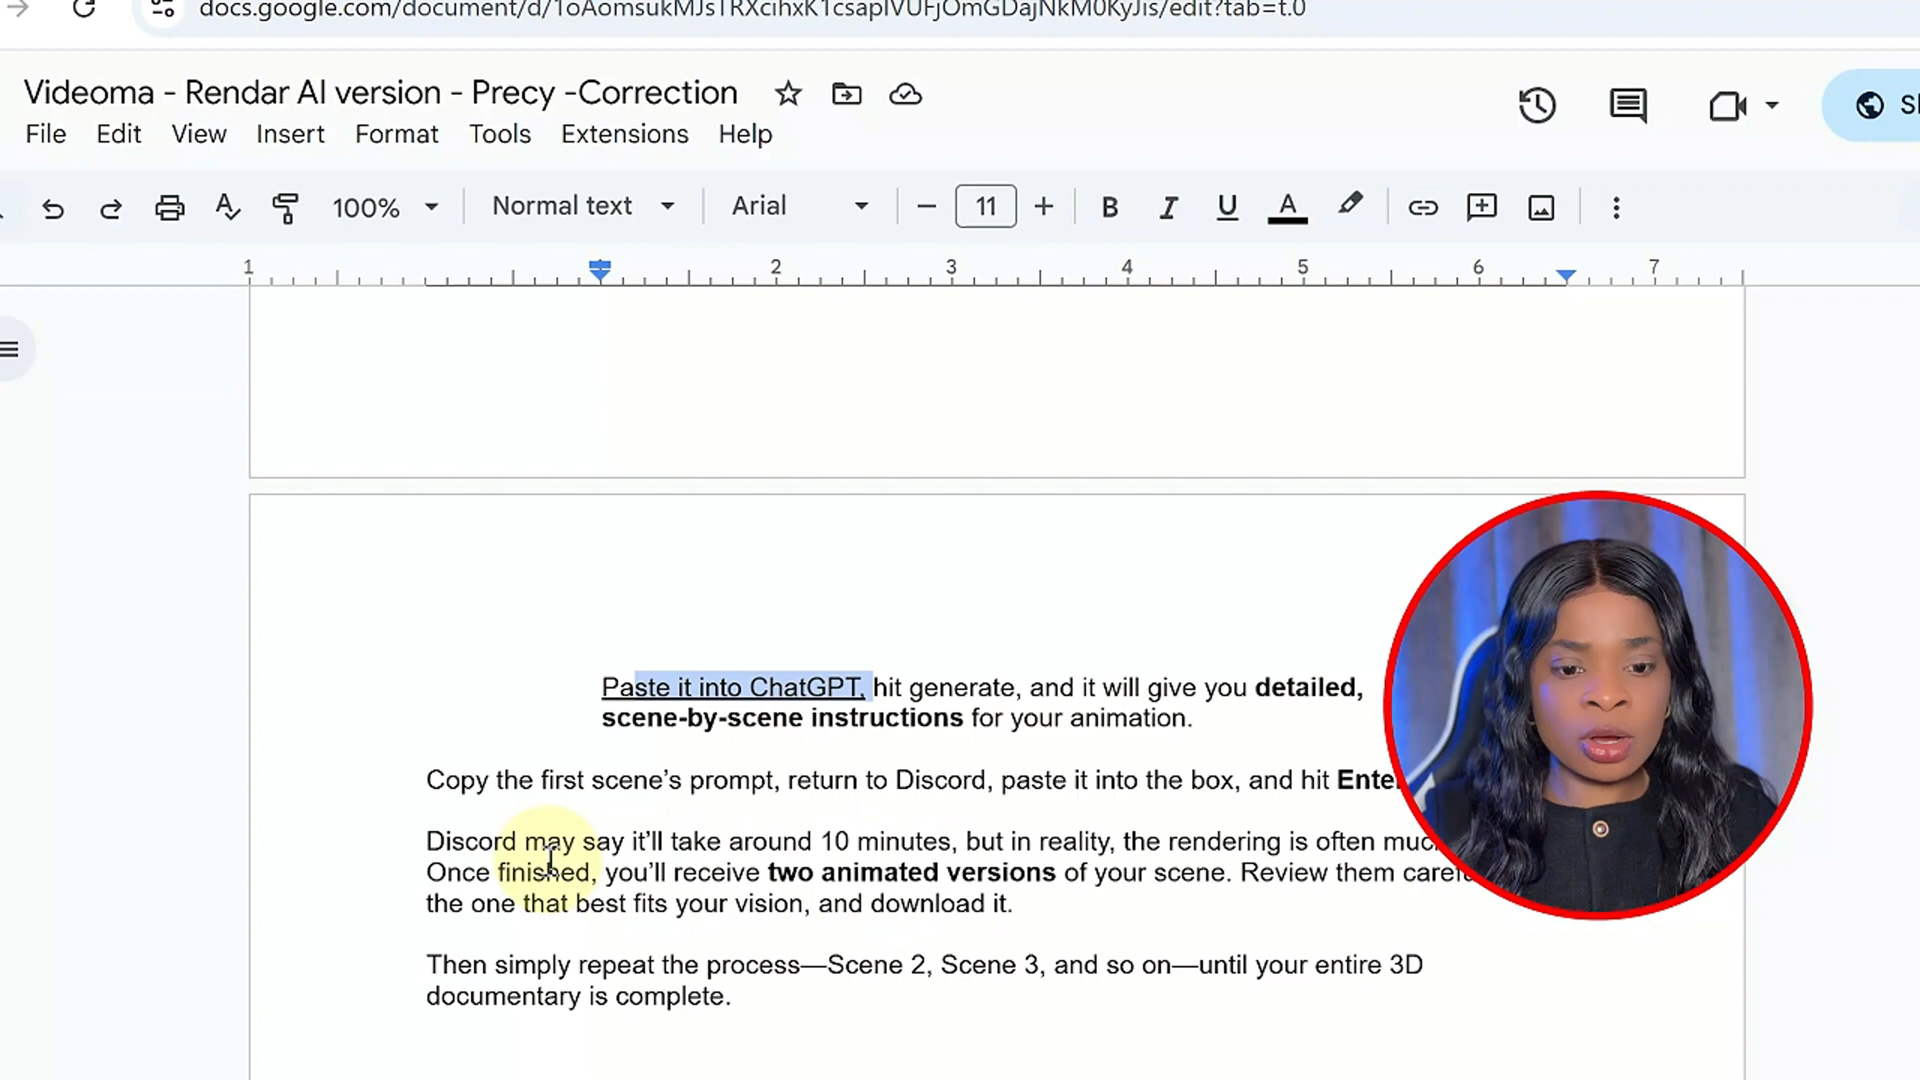 docs.google.com/document/d/
/edit?tab=t.0
Videoma - Rendar AI version - Precy -Correction
File Edit View Insert Format Tools Extensions Help
100% Normal text Arial 11 B I U A
1 2 3 4 5 6 7
Paste it into ChatGPT, hit generate, and it will give you detailed,
scene-by-scene instructions for your animation.
Copy the first scene’s prompt, return to Discord, paste it into the box, and hit
Discord may say it’ll take around 10 minutes, but in reality, the rendering is often
Once finished, you’ll receive two animated versions of your scene. Review them
the one that best fits your vision, and download it.
Then simply repeat the process—Scene 2, Scene 3, and so on—until your entire 3D
documentary is complete.